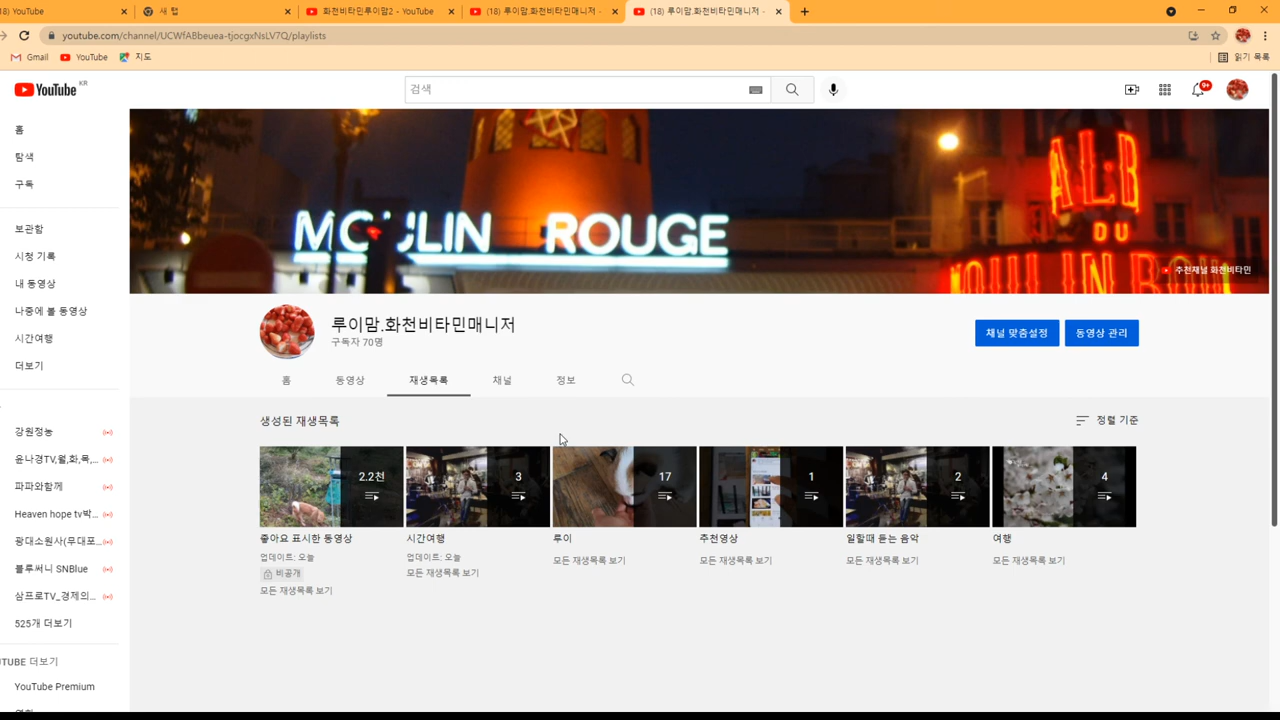 18) YouTube
새 탭
화천비타민루이맘2 - YouTube
(18) 루이맘.화천비타민매니저 -
(18) 루이맘.화천비타민매니저 -
youtube.com/channel/UCWfABbeuea-tjocgxNsLV7Q/playlists
Gmail
YouTube
지도
읽기 목록
YouTube KR
검색
9+
홈
탐색
구독
보관함
시청 기록
내 동영상
나중에 볼 동영상
시간여행
더보기
강원정농
윤나경TV,월,화,목,...
파파와함께
Heaven hope tv박...
광대소원사(무대포...
블루써니 SNBlue
삼프로TV_경제의...
525개 더보기
UTUBE 더보기
YouTube Premium
MOULIN ROUGE
AL-B
DU
MOULIN ROU
추천채널 화천비타민
루이맘.화천비타민매니저
구독자 70명
채널 맞춤설정
동영상 관리
홈
동영상
재생목록
채널
정보
생성된 재생목록
정렬 기준
2.2천
좋아요 표시한 동영상
업데이트: 오늘
비공개
모든 재생목록 보기
3
시간여행
업데이트: 오늘
모든 재생목록 보기
17
루이
모든 재생목록 보기
1
추천영상
모든 재생목록 보기
2
일할때 듣는 음악
모든 재생목록 보기
4
여행
모든 재생목록 보기